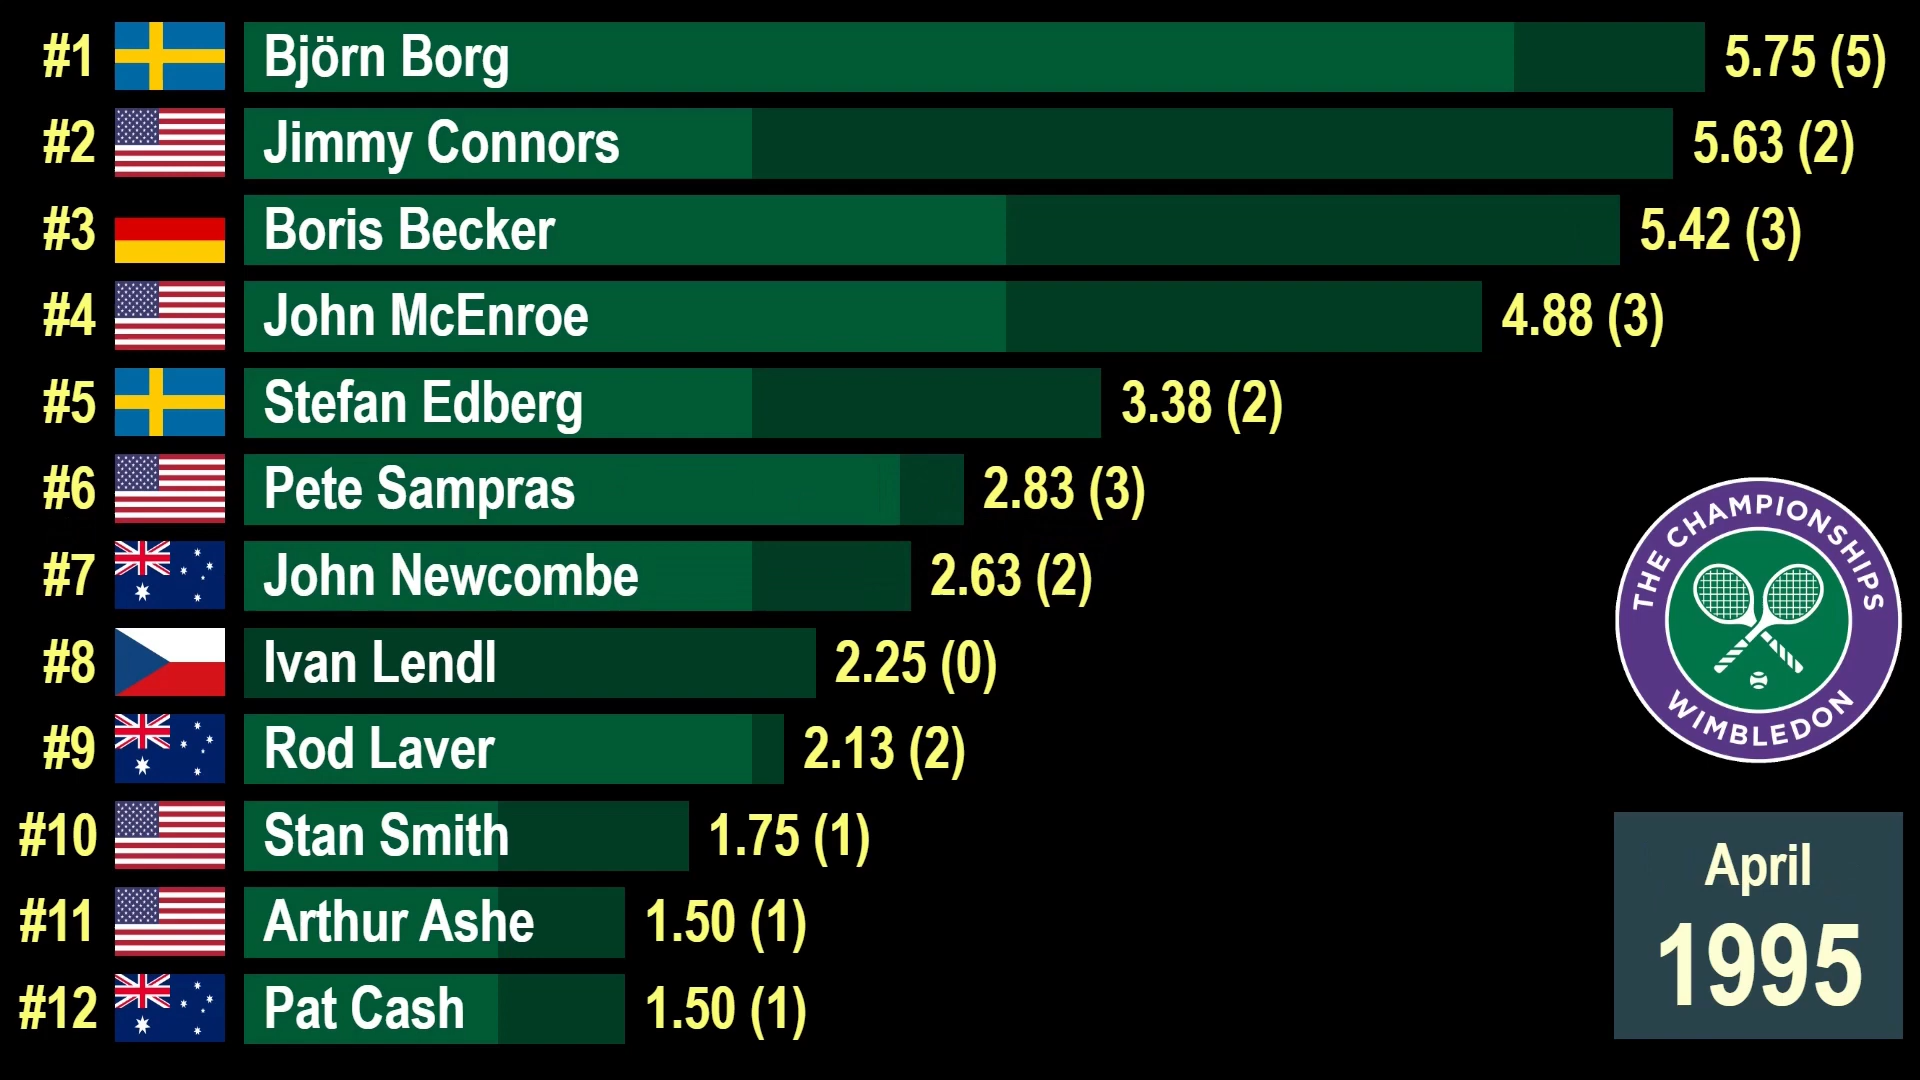 #1 Björn Borg 5.75 (5)
#2 Jimmy Connors 5.63 (2)
#3 Boris Becker 5.42 (3)
#4 John McEnroe 4.88 (3)
#5 Stefan Edberg 3.38 (2)
#6 Pete Sampras 2.83 (3)
#7 John Newcombe 2.63 (2)
#8 Ivan Lendl 2.25 (0)
#9 Rod Laver 2.13 (2)
#10 Stan Smith 1.75 (1)
#11 Arthur Ashe 1.50 (1)
#12 Pat Cash 1.50 (1)
THE CHAMPIONSHIPS
WIMBLEDON
April
1995